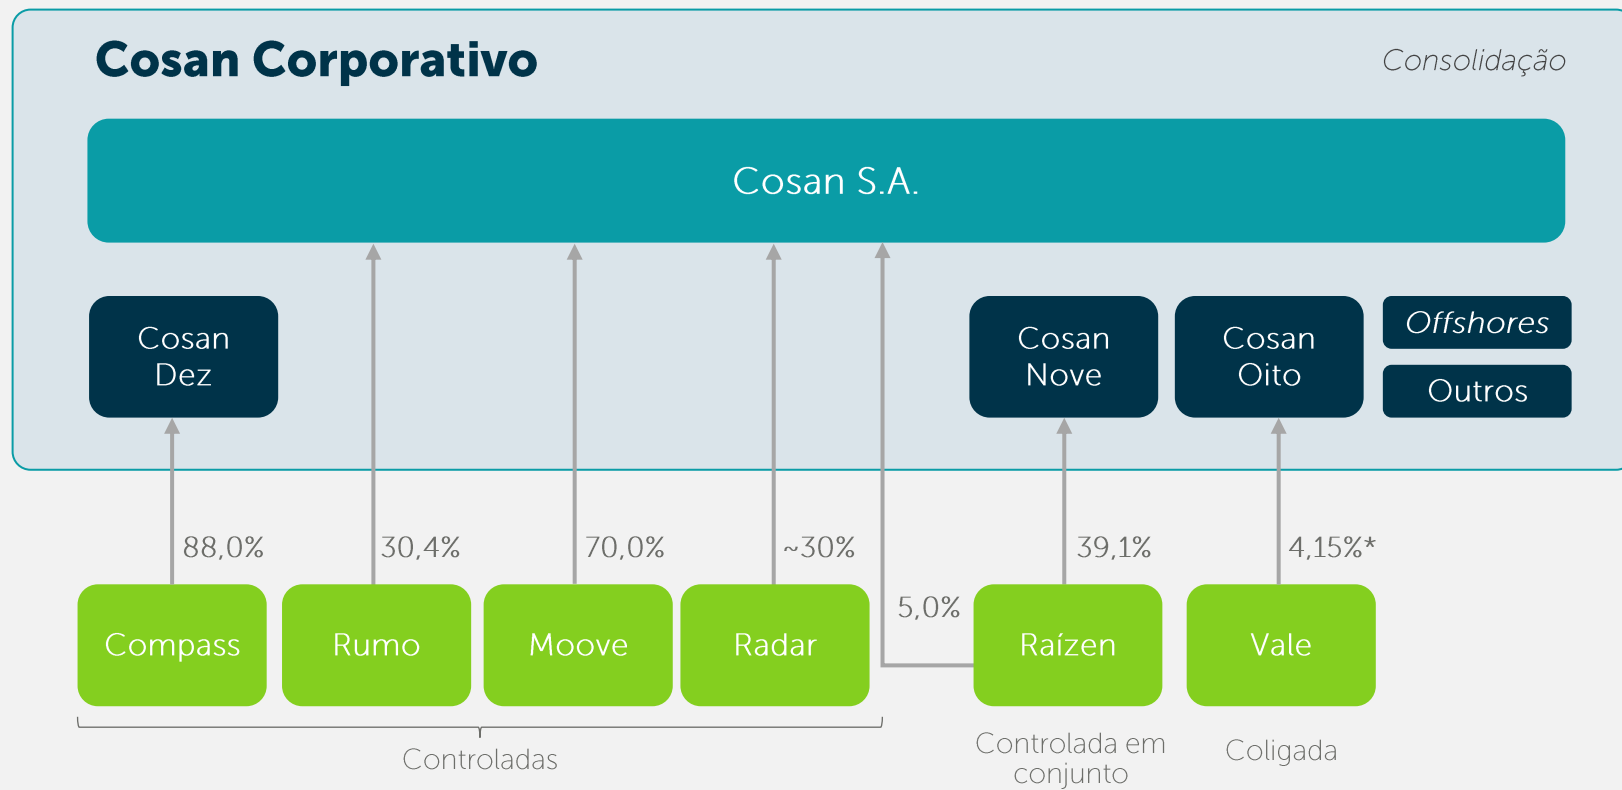 Cosan Corporativo
Consolidação
Cosan S.A.
Cosan
Dez
Cosan
Nove
Cosan
Oito
Offshores
Outros
88,0%
30,4%
70,0%
~30%
39,1%
4,15%*
5,0%
Compass
Rumo
Moove
Radar
Raízen
Vale
Controladas
Controlada em
conjunto
Coligada